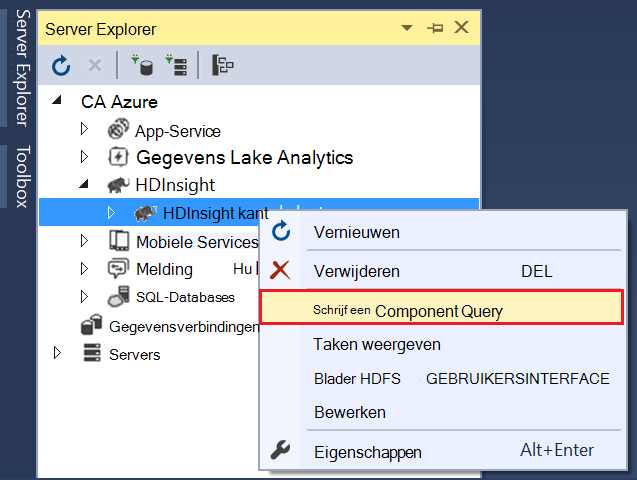 Server Explorer
Toolbox
Server Explorer
CA Azure
App-Service
Gegevens Lake Analytics
HDInsight
HDInsight kant
Mobiele Services
Melding Hu
SQL-Databases
Gegevensverbindingen
Servers
Vernieuwen
Verwijderen DEL
Schrijf een Component Query
Taken weergeven
Blader HDFS GEBRUIKERSINTERFACE
Bewerken
Eigenschappen Alt+Enter